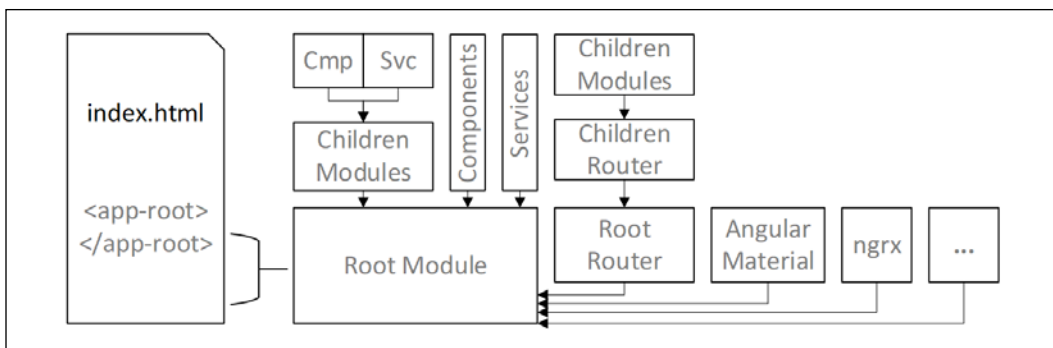 index.html
<app-root>
</app-root>
Cmp
Svc
Children
Modules
Components
Services
Children
Modules
Children
Router
Root Module
Root
Router
Angular
Material
ngrx
...